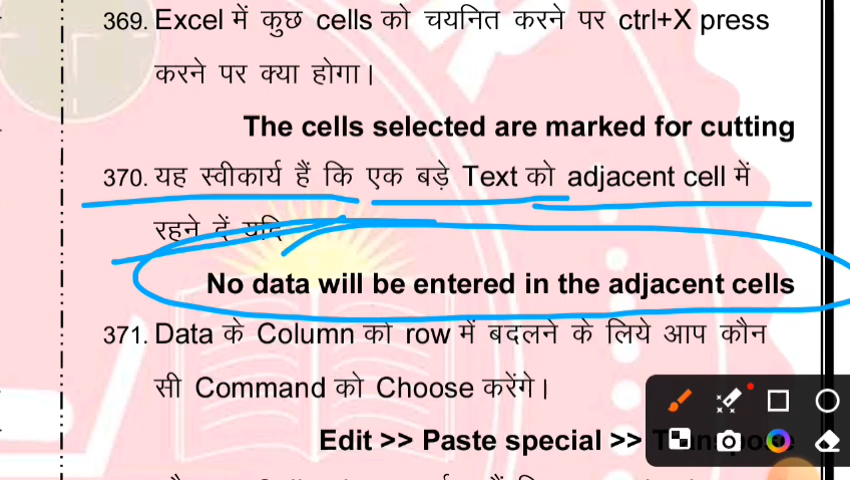 369. Excel में कुछ cells को चयनित करने पर ctrl+X press
करने पर क्या होगा।
The cells selected are marked for cutting
370. यह स्वीकार्य हैं कि एक बड़े Text को adjacent cell में
रहने दें यदि
No data will be entered in the adjacent cells
371. Data के Column को row में बदलने के लिये आप कौन
सी Command को Choose करेंगे।
Edit >> Paste special >> Transpose